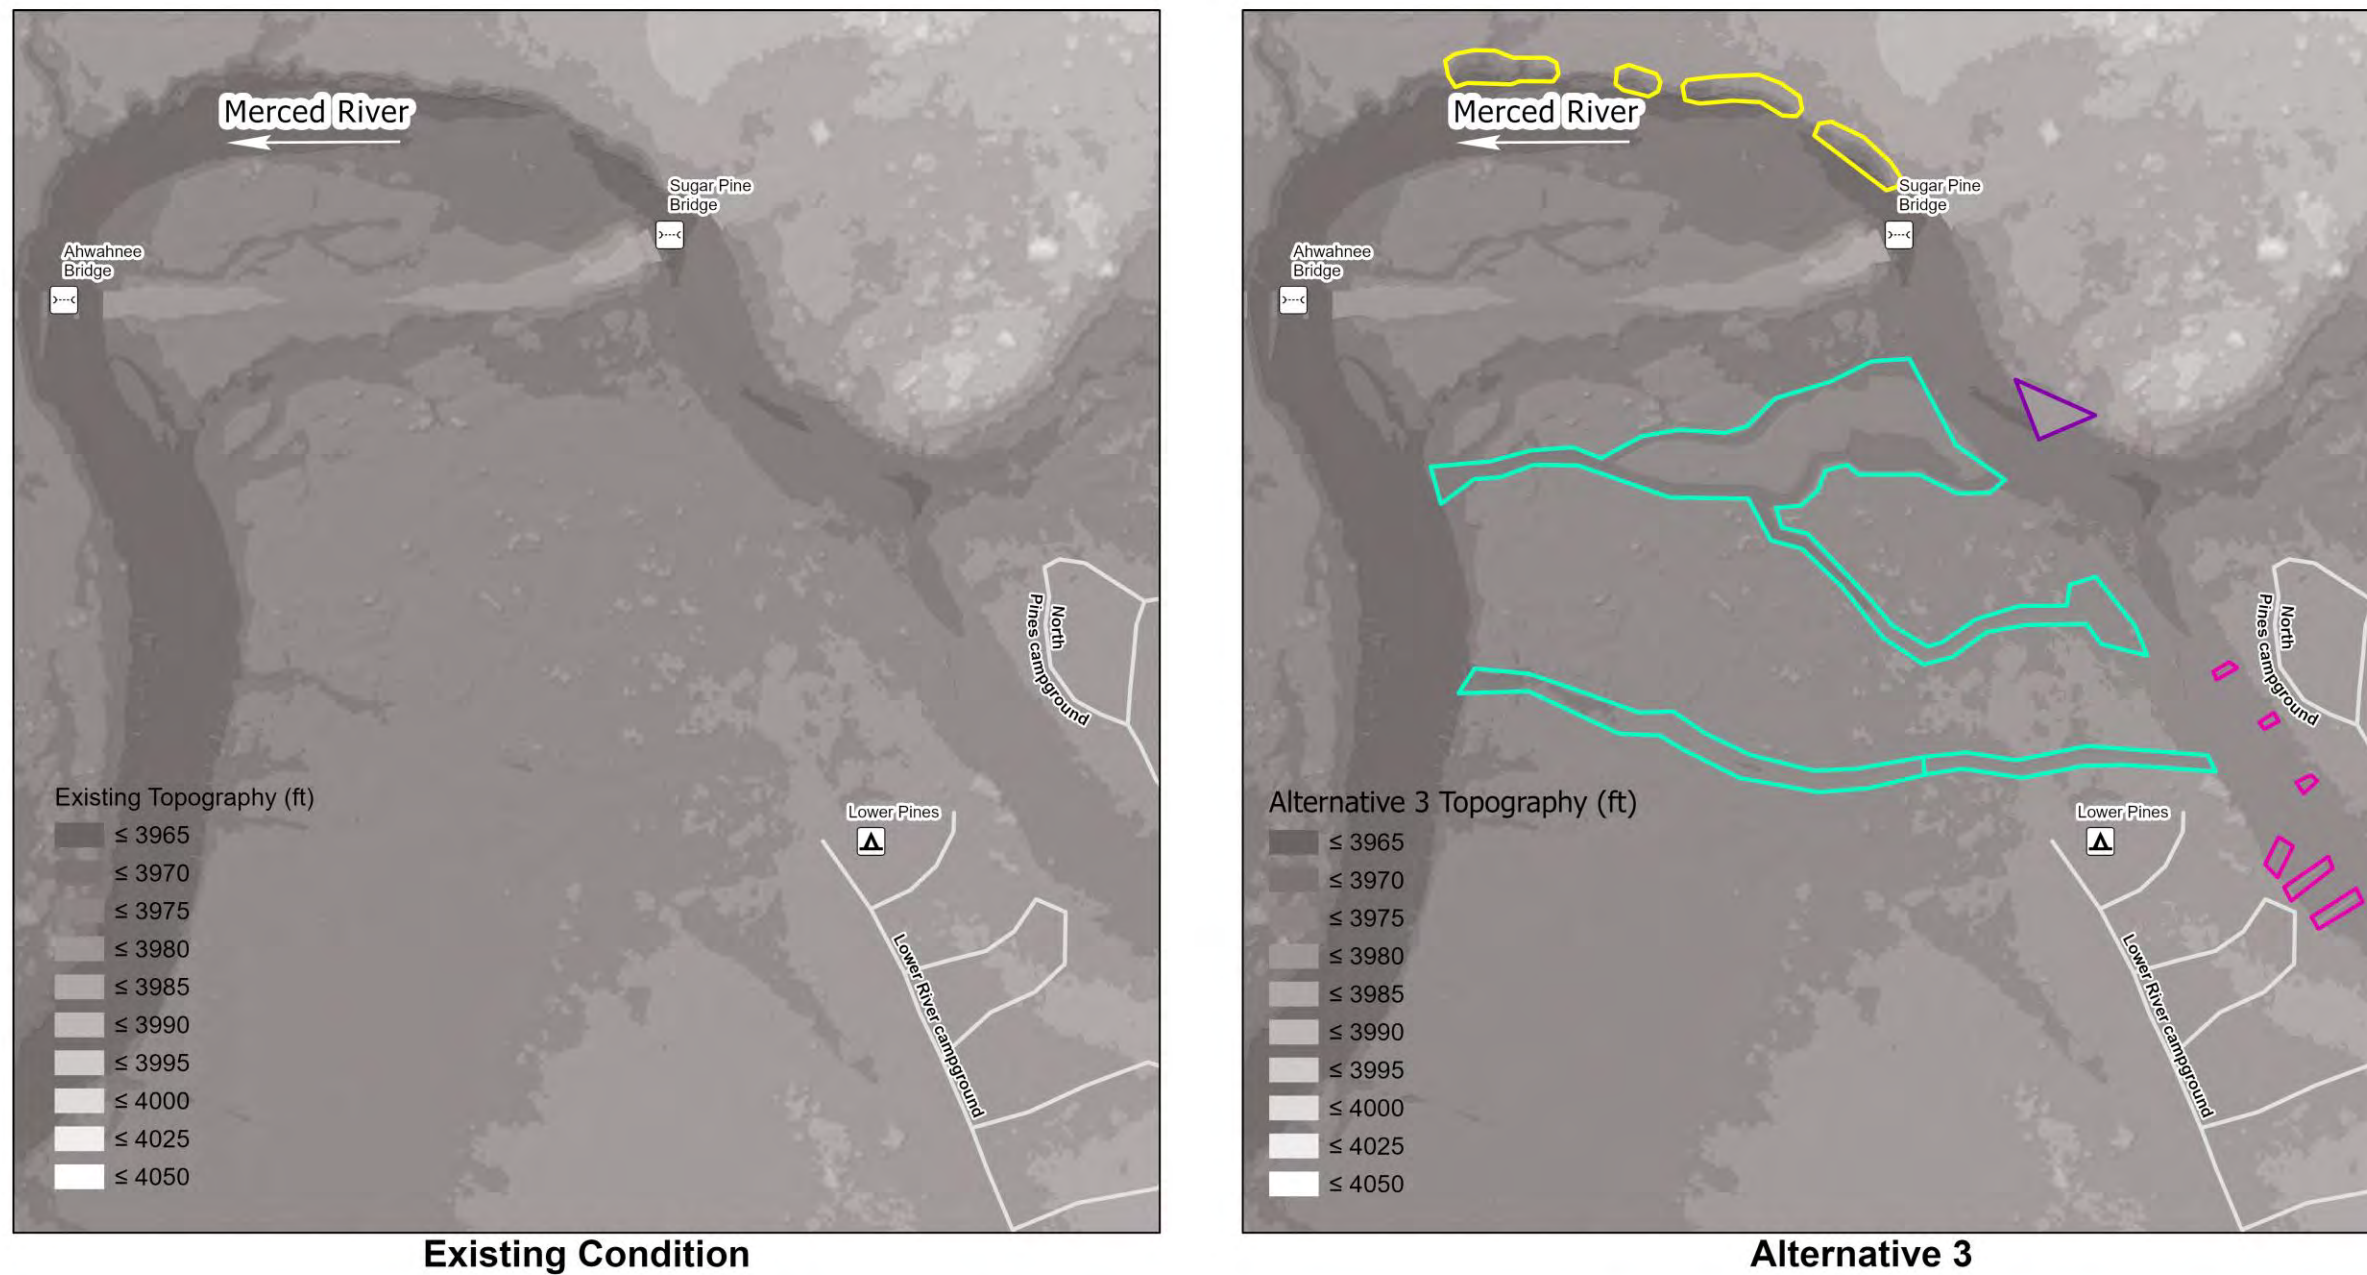 Merced River
Sugar Pine
Bridge
Ahwahnee
Bridge
North
Pines campground
Existing Topography (ft)
≤ 3965
≤ 3970
≤ 3975
≤ 3980
≤ 3985
≤ 3990
≤ 3995
≤ 4000
≤ 4025
≤ 4050
Lower Pines
Lower River campground
Existing Condition
Merced River
Sugar Pine
Bridge
Ahwahnee
Bridge
North
Pines campground
Alternative 3 Topography (ft)
≤ 3965
≤ 3970
≤ 3975
≤ 3980
≤ 3985
≤ 3990
≤ 3995
≤ 4000
≤ 4025
≤ 4050
Lower Pines
Lower River campground
Alternative 3